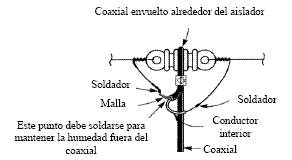 Coaxial envuelto alrededor del aislador
Soldador
Malla
Soldador
Este punto debe soldarse para
mantener la humedad fuera del
coaxial
Conductor
interior
Coaxial